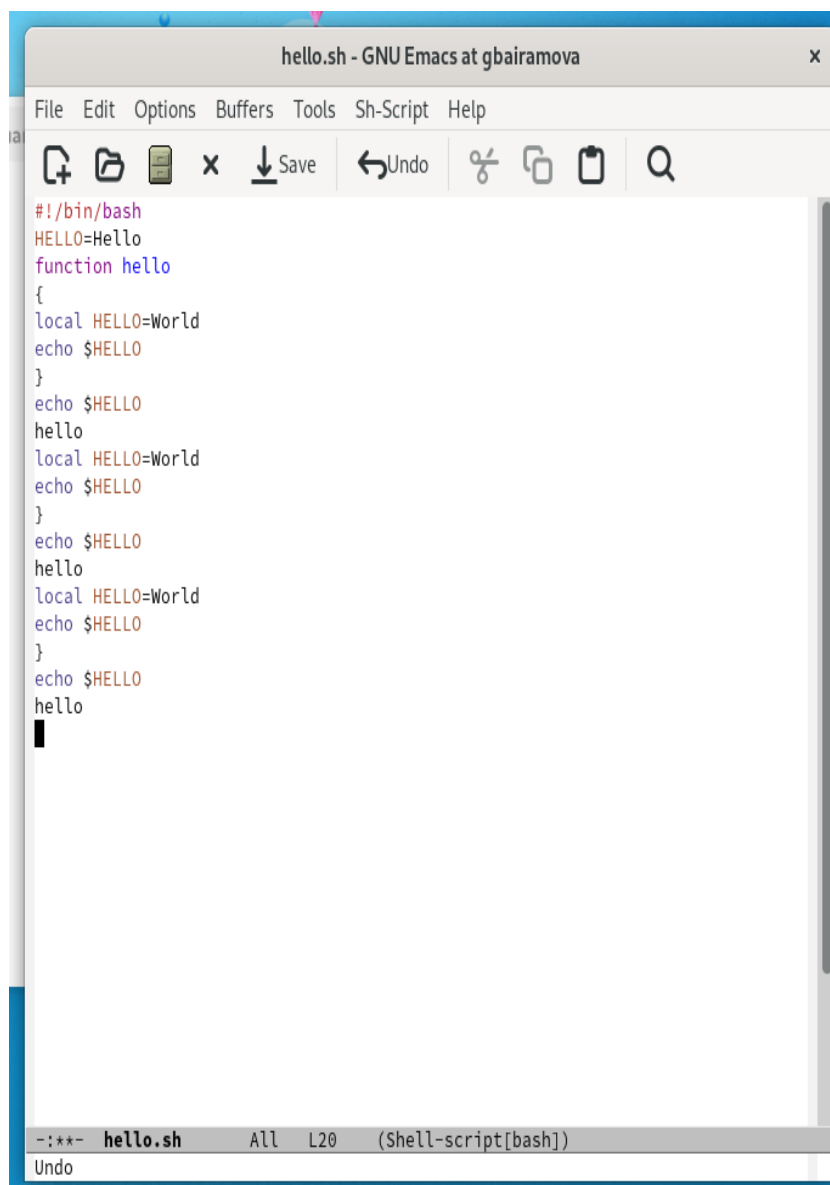 hello.sh - GNU Emacs at gbairamova x
File Edit Options Buffers Tools Sh-Script Help
Save Undo
#!/bin/bash
HELLO=Hello
function hello
{
local HELLO=World
echo $HELLO
}
echo $HELLO
hello
local HELLO=World
echo $HELLO
}
echo $HELLO
hello
local HELLO=World
echo $HELLO
}
echo $HELLO
hello
-:**- hello.sh All L20 (Shell-script[bash])
Undo